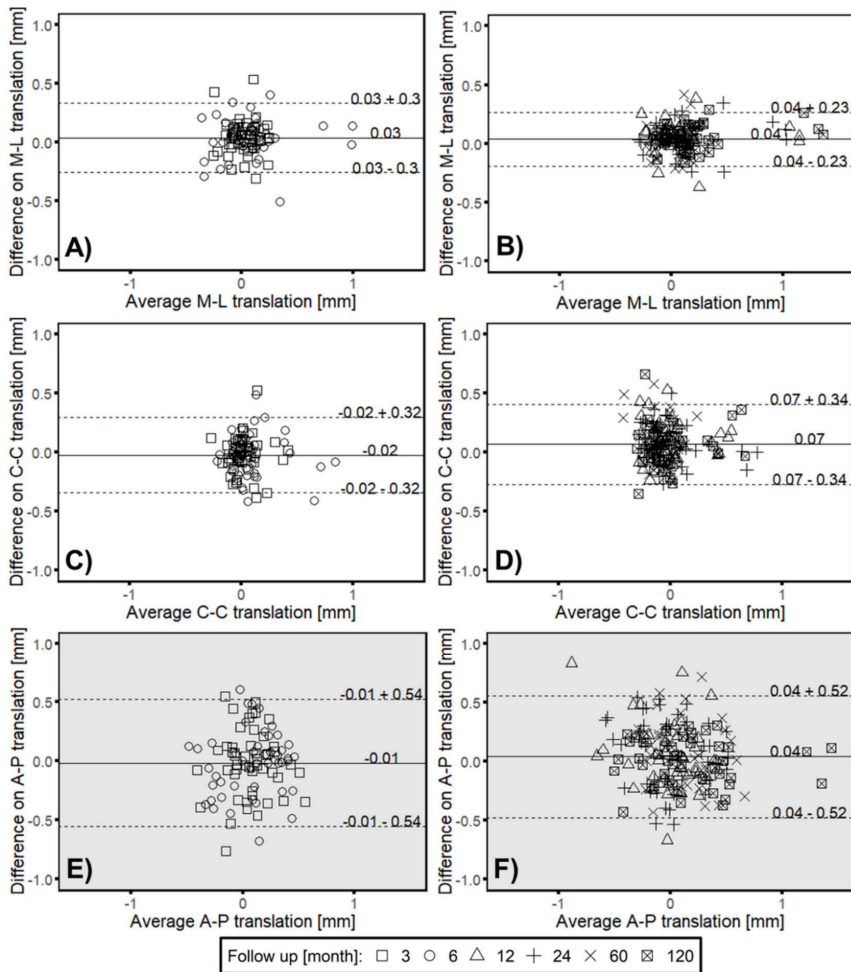 1.0
0.5
0.0
-0.5
-1.0
Difference on M-L translation [mm]
0.03 + 0.3
0.03
0.03 - 0.3
A)
-1 0 1
Average M-L translation [mm]
1.0
0.5
0.0
-0.5
-1.0
Difference on M-L translation [mm]
0.04 + 0.23
0.04
0.04 - 0.23
B)
-1 0 1
Average M-L translation [mm]
1.0
0.5
0.0
-0.5
-1.0
Difference on C-C translation [mm]
-0.02 + 0.32
-0.02
-0.02 - 0.32
C)
-1 0 1
Average C-C translation [mm]
1.0
0.5
0.0
-0.5
-1.0
Difference on C-C translation [mm]
0.07 + 0.34
0.07
0.07 - 0.34
D)
-1 0 1
Average C-C translation [mm]
1.0
0.5
0.0
-0.5
-1.0
Difference on A-P translation [mm]
-0.01 + 0.54
-0.01
-0.01 - 0.54
E)
-1 0 1
Average A-P translation [mm]
1.0
0.5
0.0
-0.5
-1.0
Difference on A-P translation [mm]
0.04 + 0.52
0.04
0.04 - 0.52
F)
-1 0 1
Average A-P translation [mm]
Follow up [month]: 3 6 12 24 60 120